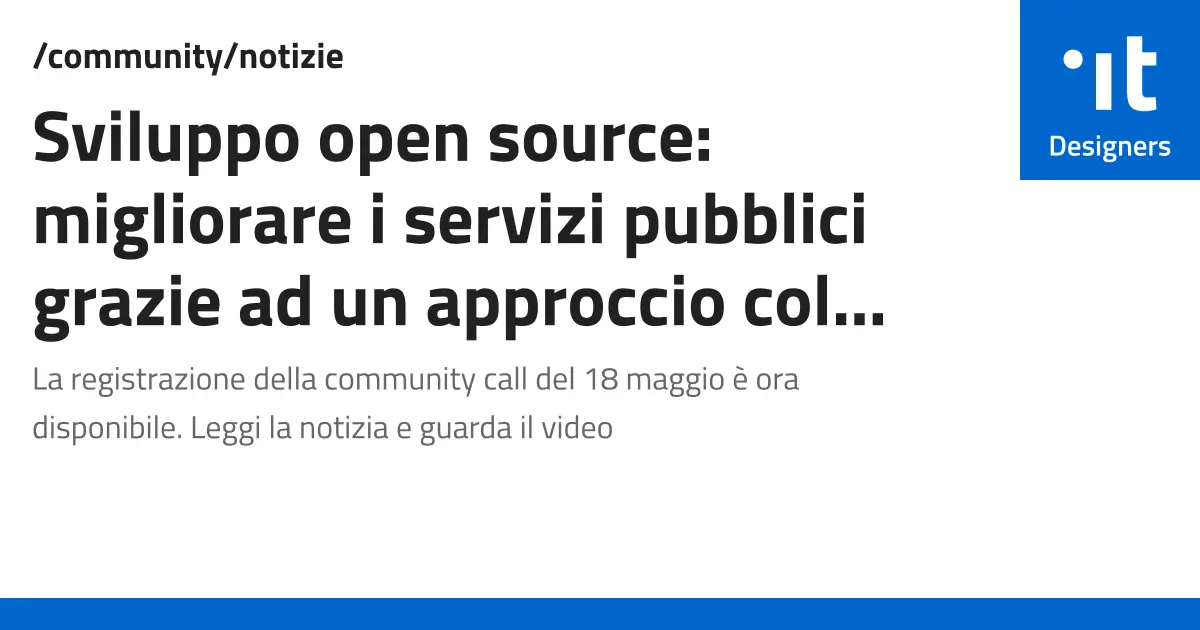 /community/notizie
Sviluppo open source:
migliorare i servizi pubblici
grazie ad un approccio col...
La registrazione della community call del 18 maggio è ora
disponibile. Leggi la notizia e guarda il video
it
Designers